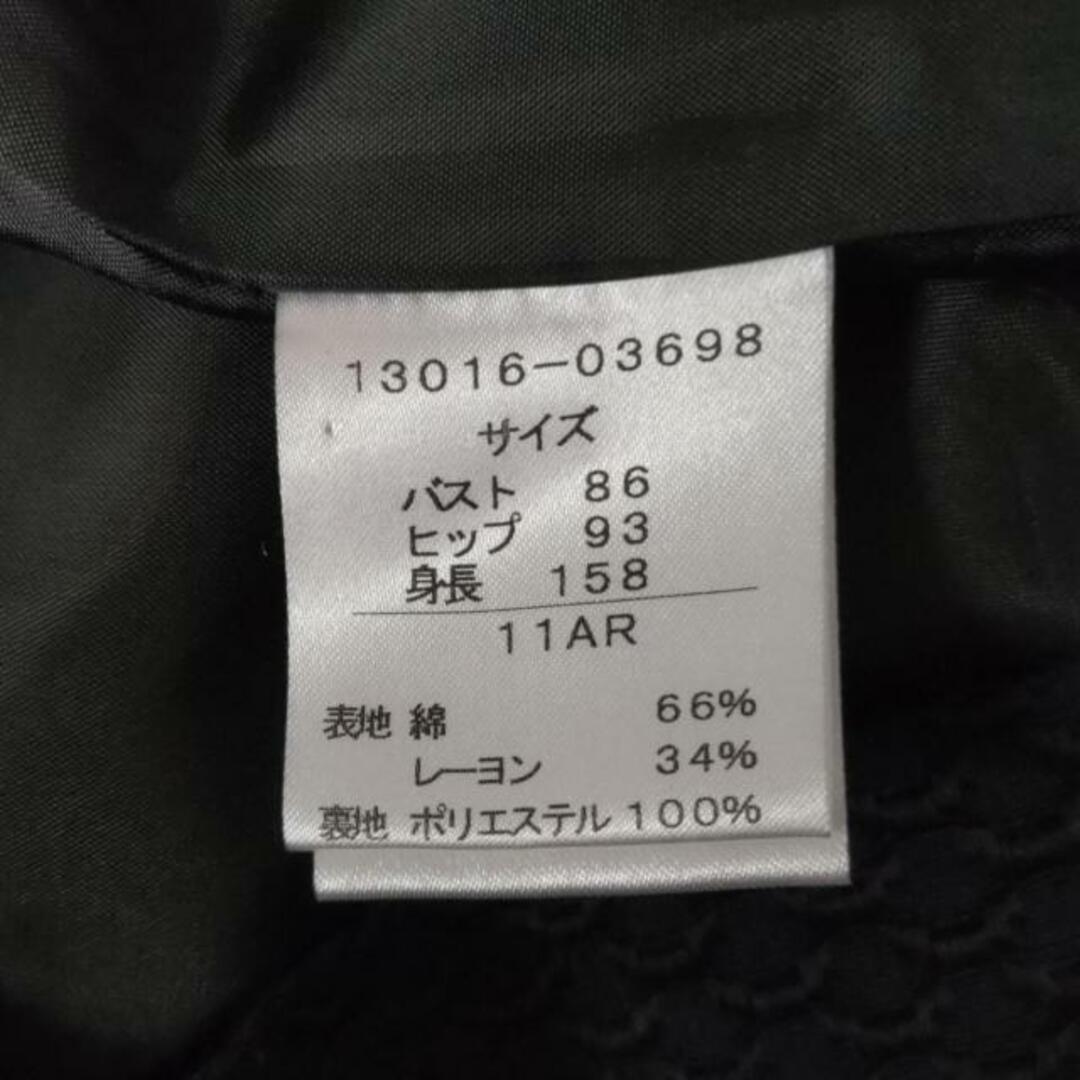 13016-03698
サイズ
バスト 86
ヒップ 93
身長 158
11AR
表地 綿 66%
レーヨン 34%
裏地 ポリエステル 100%